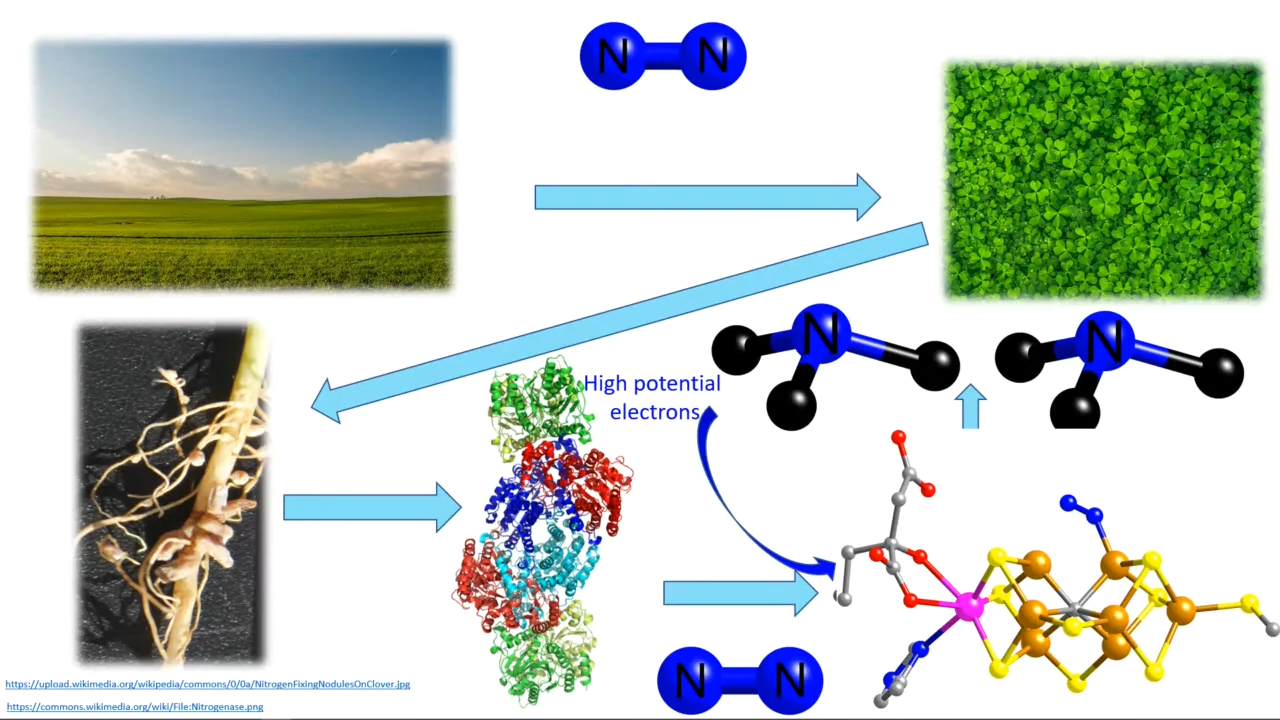 N N
N N
High potential
electrons
N N
https://upload.wikimedia.org/wikipedia/commons/0/0a/NitrogenFixingNodulesOnClover.jpg
https://commons.wikimedia.org/wiki/File:Nitrogenase.png